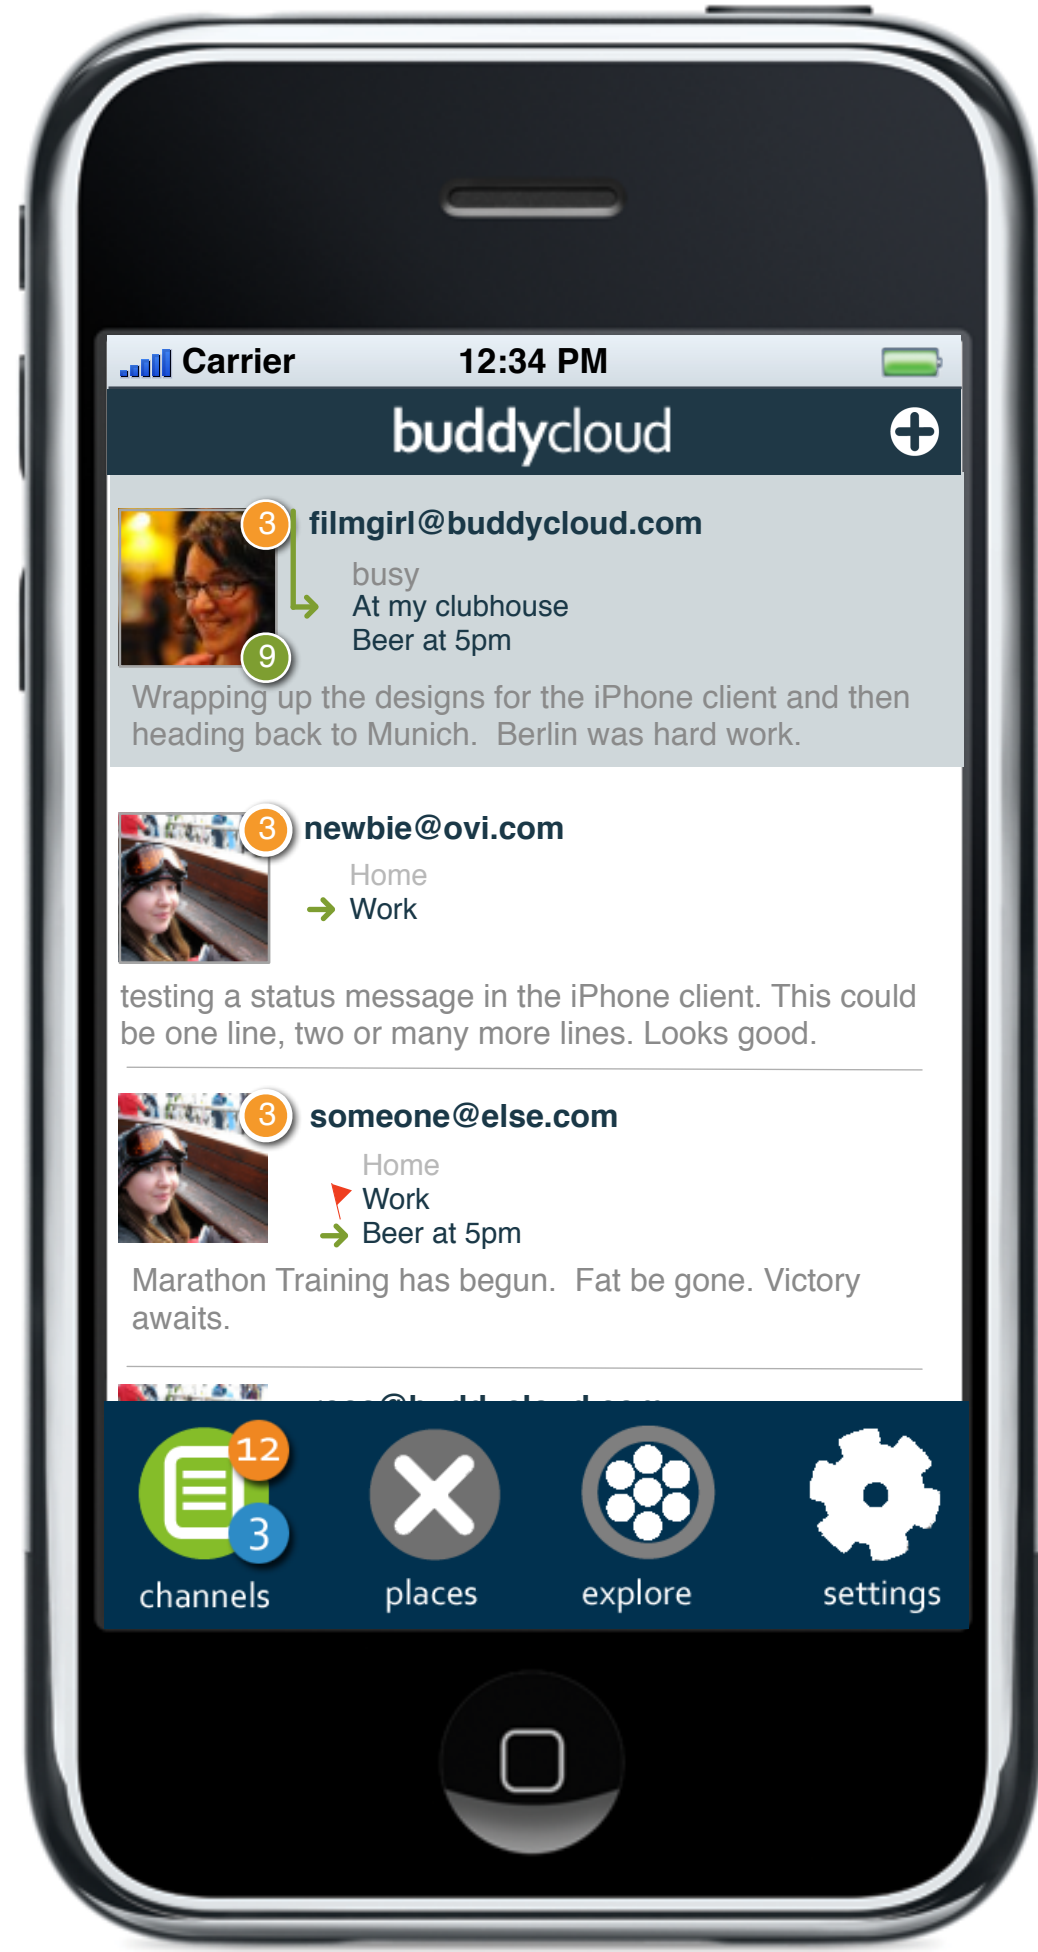 Carrier 12:34 PM
buddycloud
3 filmgirl@buddycloud.com
busy
At my clubhouse
Beer at 5pm
9
Wrapping up the designs for the iPhone client and then
heading back to Munich.  Berlin was hard work.
3 newbie@ovi.com
Home
Work
testing a status message in the iPhone client. This could
be one line, two or many more lines. Looks good.
3 someone@else.com
Home
Work
Beer at 5pm
Marathon Training has begun.  Fat be gone. Victory
awaits.
12
3
channels places explore settings